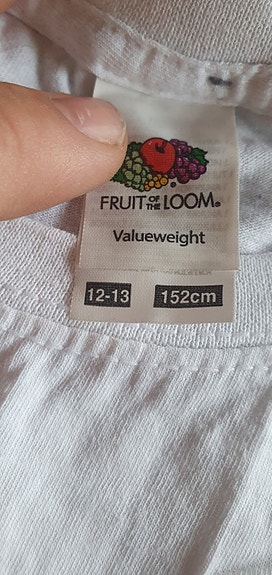 FRUIT OF THE LOOM®
Valueweight
12-13 152cm